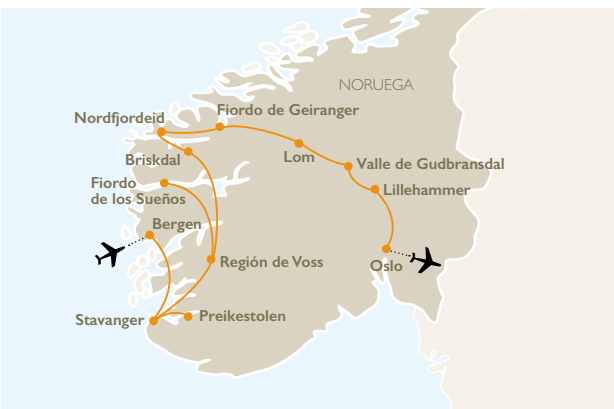 NORUEGA
Fiordo de Geiranger
Nordfjordeid
Briskdal
Lom
Valle de Gudbransdal
Fiordo
de los Sueños
Lillehammer
Bergen
Región de Voss
Oslo
Stavanger
Preikestolen